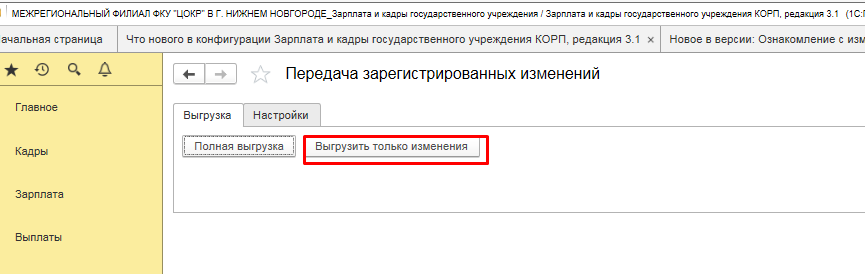 МЕЖРЕГИОНАЛЬНЫЙ ФИЛИАЛ ФКУ "ЦОКР" В Г. НИЖНЕМ НОВГОРОДЕ_Зарплата и кадры государственного учреждения / Зарплата и кадры государственного учреждения КОРП, редакция 3.1 (1С:П
ачальная страница Что нового в конфигурации Зарплата и кадры государственного учреждения КОРП, редакция 3.1 × Новое в версии: Ознакомление с изм
Передача зарегистрированных изменений
Главное
Кадры
Зарплата
Выплаты
Выгрузка Настройки
Полная выгрузка Выгрузить только изменения